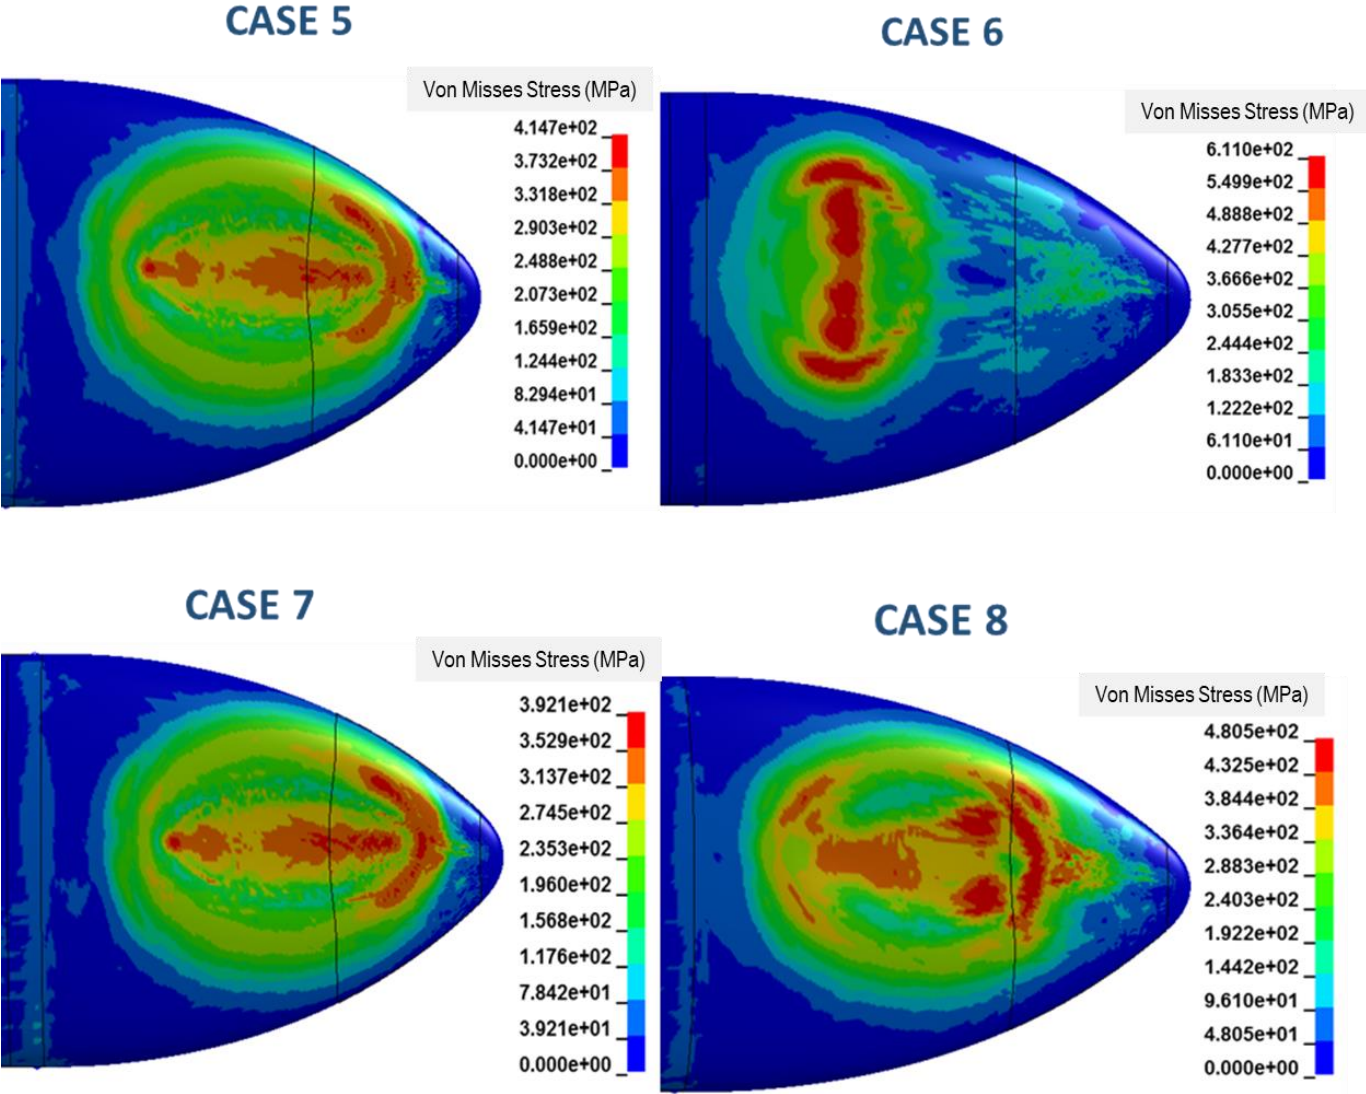 CASE 5
Von Misses Stress (MPa)
4.147e+02
3.732e+02
3.318e+02
2.903e+02
2.488e+02
2.073e+02
1.659e+02
1.244e+02
8.294e+01
4.147e+01
0.000e+00
CASE 6
Von Misses Stress (MPa)
6.110e+02
5.499e+02
4.888e+02
4.277e+02
3.666e+02
3.055e+02
2.444e+02
1.833e+02
1.222e+02
6.110e+01
0.000e+00
CASE 7
Von Misses Stress (MPa)
3.921e+02
3.529e+02
3.137e+02
2.745e+02
2.353e+02
1.960e+02
1.568e+02
1.176e+02
7.842e+01
3.921e+01
0.000e+00
CASE 8
Von Misses Stress (MPa)
4.805e+02
4.325e+02
3.844e+02
3.364e+02
2.883e+02
2.403e+02
1.922e+02
1.442e+02
9.610e+01
4.805e+01
0.000e+00